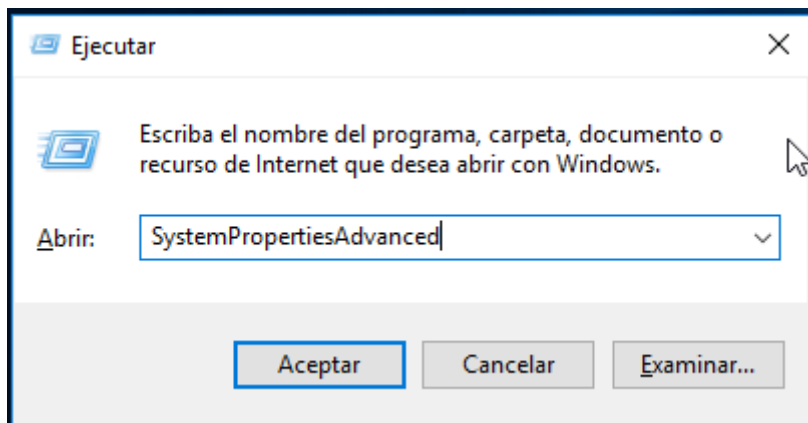 Ejecutar
Escriba el nombre del programa, carpeta, documento o
recurso de Internet que desea abrir con Windows.
Abrir: SystemPropertiesAdvanced
Aceptar Cancelar Examinar...